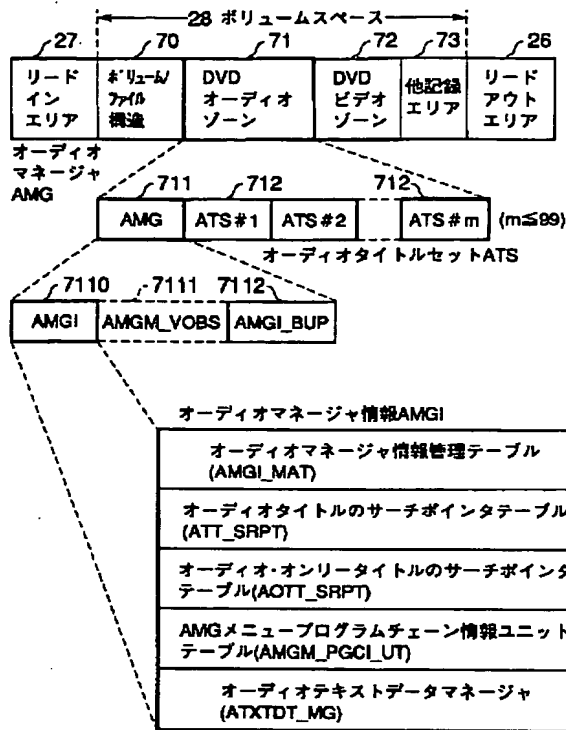 28 ボリュームスペース
27 70 71 72 73 26
リード
イン
エリア
ボリューム/
ファイル
構造
DVD
オーディオ
ゾーン
DVD
ビデオ
ゾーン
他記録
エリア
リード
アウト
エリア
オーディオ
マネージャ
AMG
711 712 712
AMG ATS#1 ATS#2 ATS#m (m≦99)
オーディオタイトルセットATS
7110 7111 7112
AMGI AMGM_VOBS AMGI_BUP
オーディオマネージャ情報AMGI
オーディオマネージャ情報管理テーブル
(AMGI_MAT)
オーディオタイトルのサーチポインタテーブル
(ATT_SRPT)
オーディオ・オンリータイトルのサーチポインタ
テーブル(AOTT_SRPT)
AMGメニュープログラムチェーン情報ユニット
テーブル(AMGM_PGCI_UT)
オーディオテキストデータマネージャ
(ATXTDT_MG)